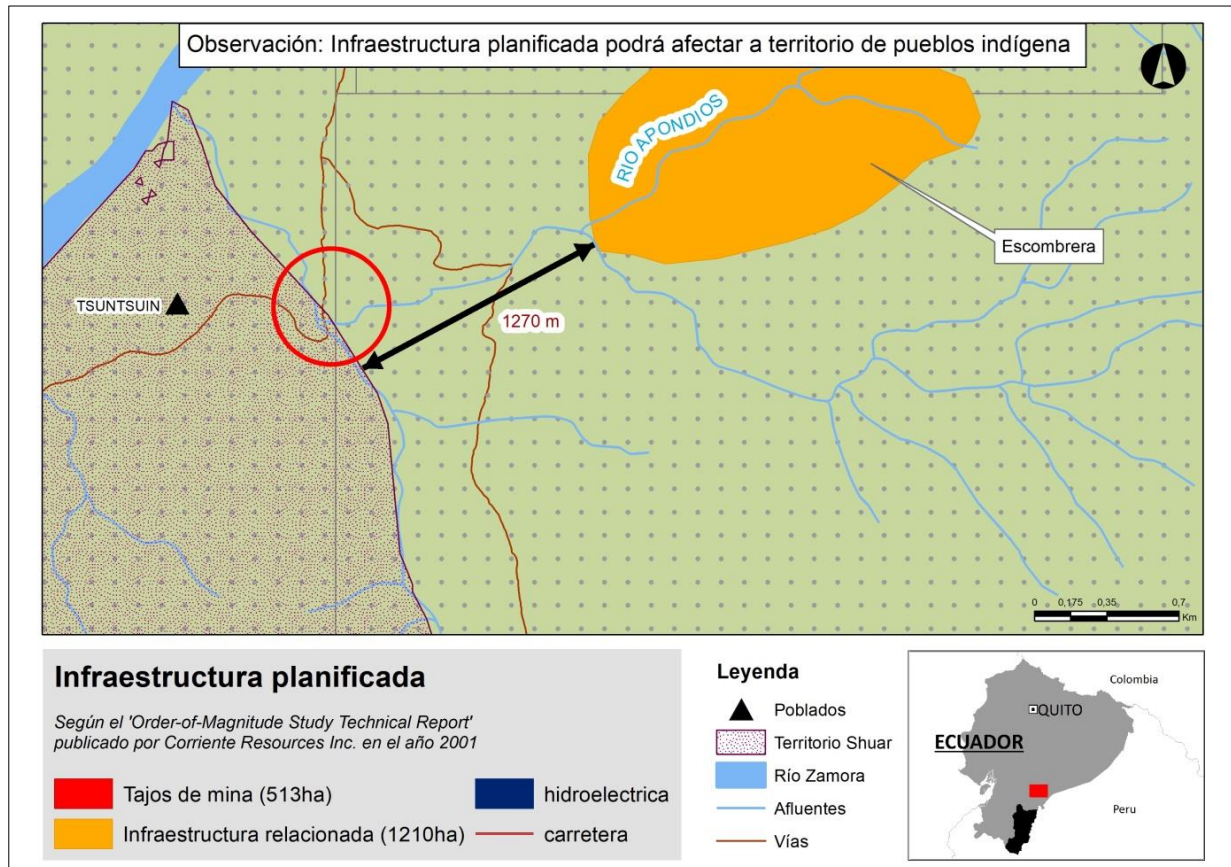 Observación: Infraestructura planificada podrá afectar a territorio de pueblos indígena
RIO APONDIOS
Escombrera
TSUNTSUIN
1270 m
0 0,175 0,35 0,7
Km
Infraestructura planificada
Según el 'Order-of-Magnitude Study Technical Report'
publicado por Corriente Resources Inc. en el año 2001
Tajos de mina (513ha)
hidroelectrica
Infraestructura relacionada (1210ha)
carretera
Leyenda
Poblados
Territorio Shuar
Río Zamora
Afluentes
Vías
Colombia
QUITO
ECUADOR
Peru